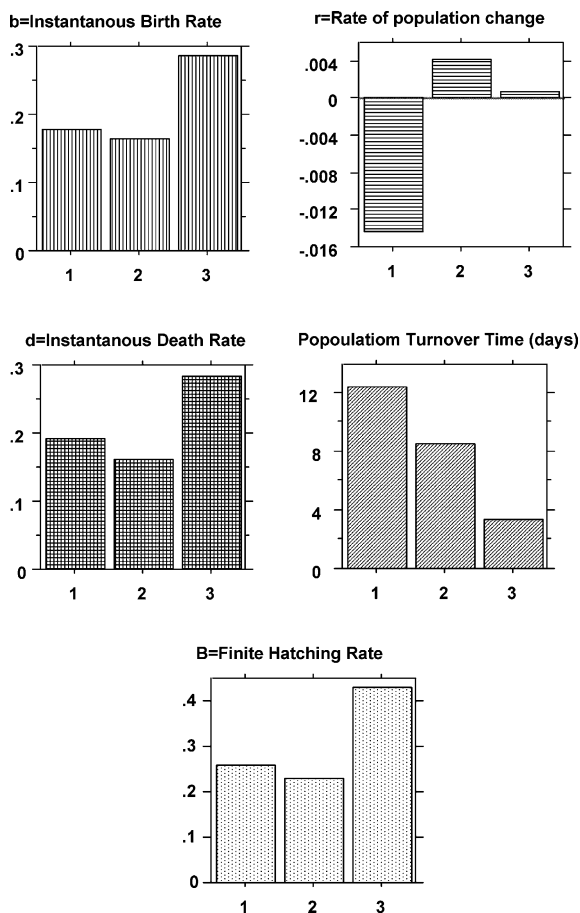 b=Instantanous Birth Rate
.3
.2
.1
0
1 2 3
r=Rate of population change
.004
0
-.004
-.008
-.012
-.016
1 2 3
d=Instantanous Death Rate
.3
.2
.1
0
1 2 3
Popoulatiom Turnover Time (days)
12
8
4
0
1 2 3
B=Finite Hatching Rate
.4
.3
.2
.1
0
1 2 3